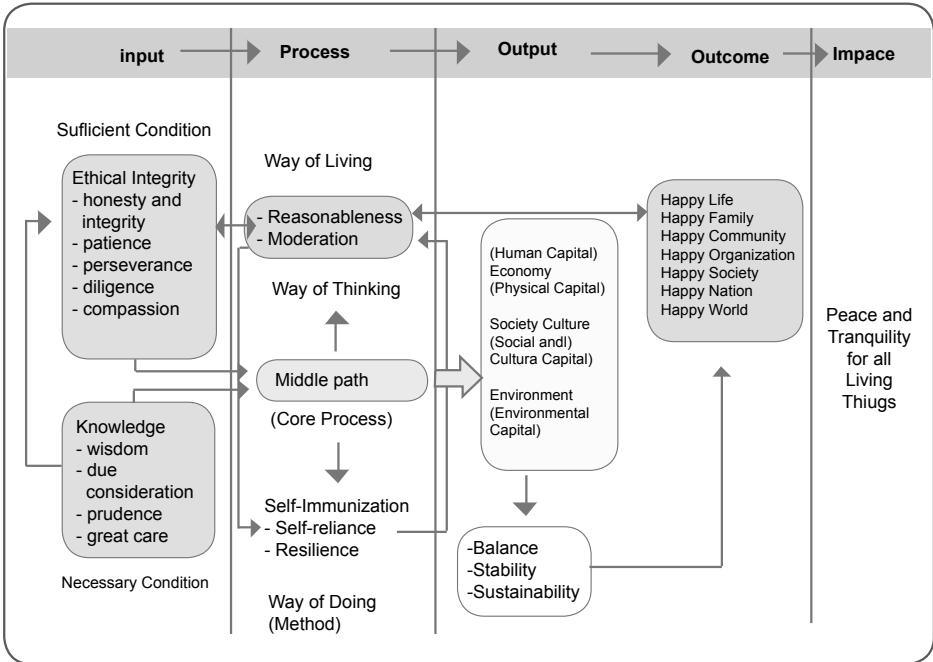 input
Process
Output
Outcome
Impace
Suflicient Condition
Ethical Integrity
- honesty and
integrity
- patience
- perseverance
- diligence
- compassion
Knowledge
- wisdom
- due
consideration
- prudence
- great care
Necessary Condition
Way of Living
- Reasonableness
- Moderation
Way of Thinking
Middle path
(Core Process)
Self-Immunization
- Self-reliance
- Resilience
Way of Doing
(Method)
(Human Capital)
Economy
(Physical Capital)
Society Culture
(Social and)
Cultura Capital)
Environment
(Environmental
Capital)
-Balance
-Stability
-Sustainability
Happy Life
Happy Family
Happy Community
Happy Organization
Happy Society
Happy Nation
Happy World
Peace and
Tranquility
for all
Living
Thiugs